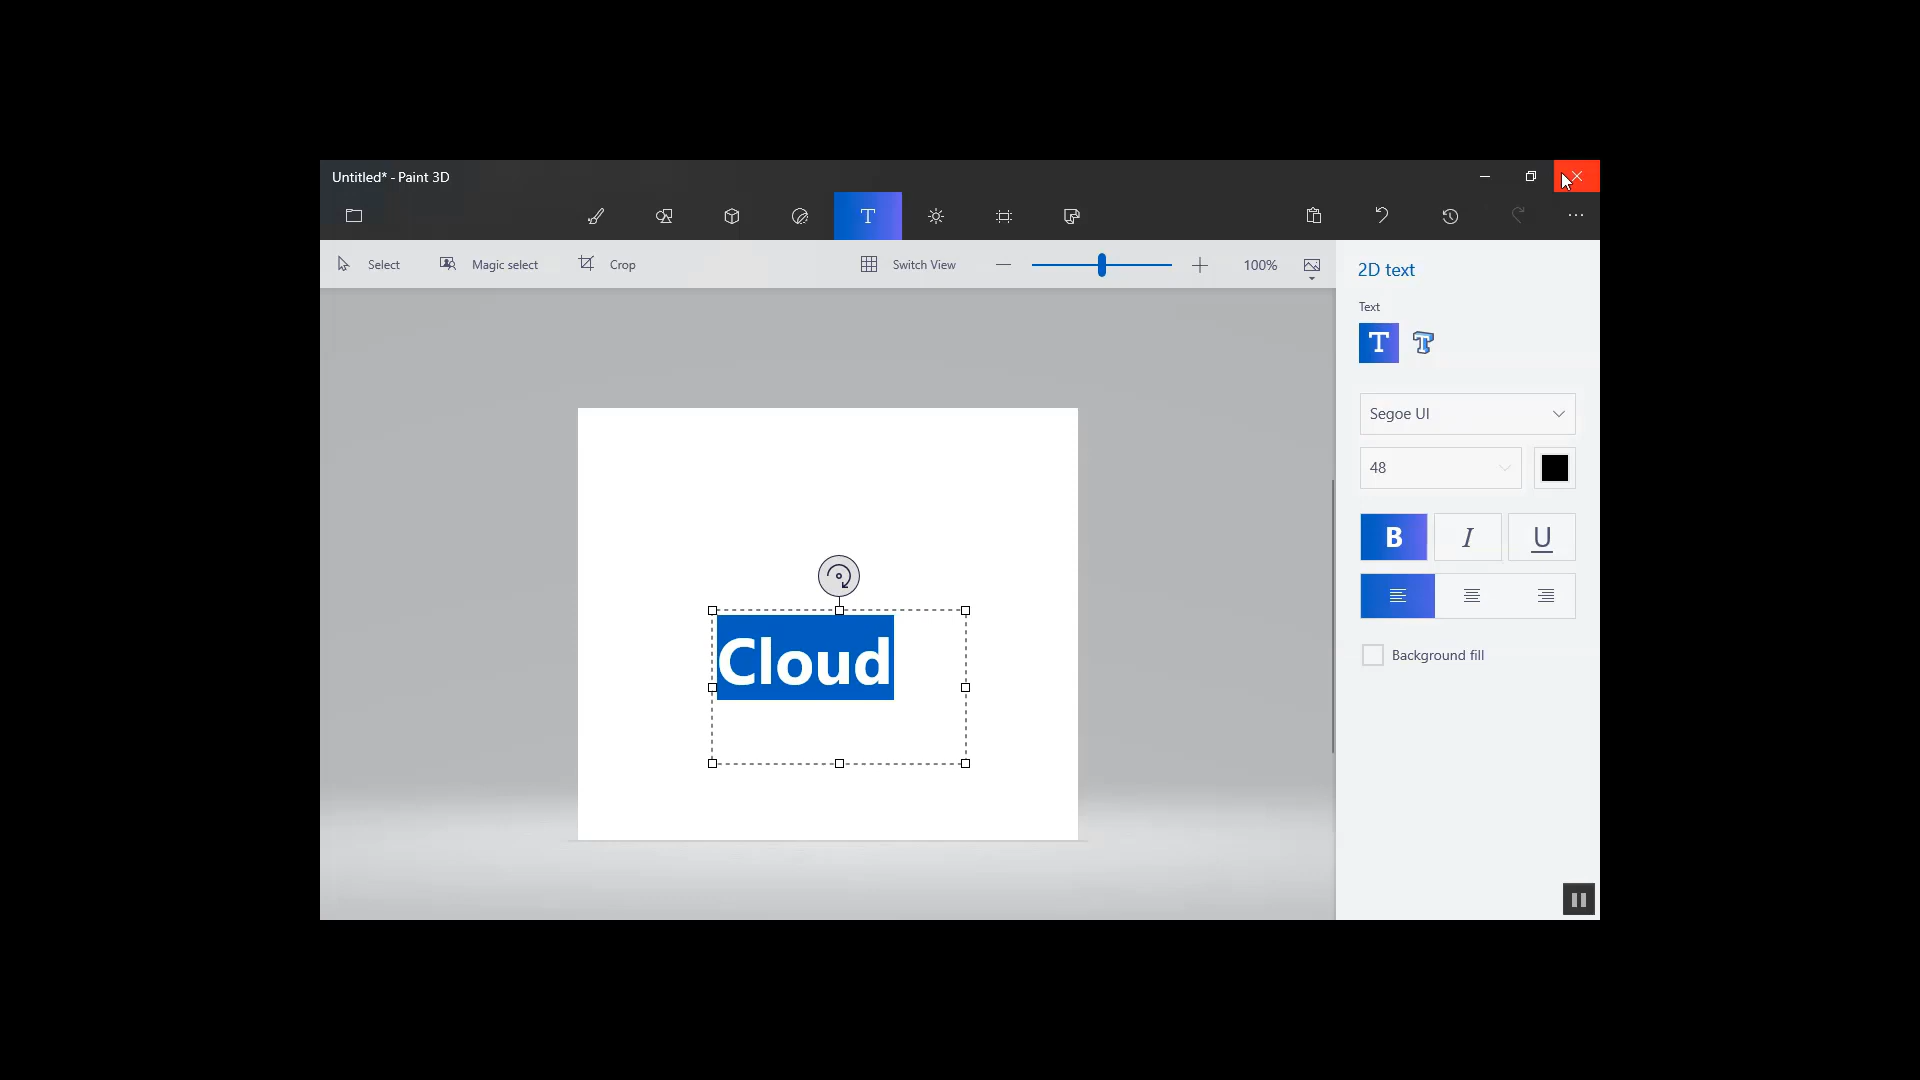 Untitled* - Paint 3D
Select
Magic select
Crop
Switch View
100%
2D text
Text
Segoe UI
48
B
I
U
Background fill
Cloud